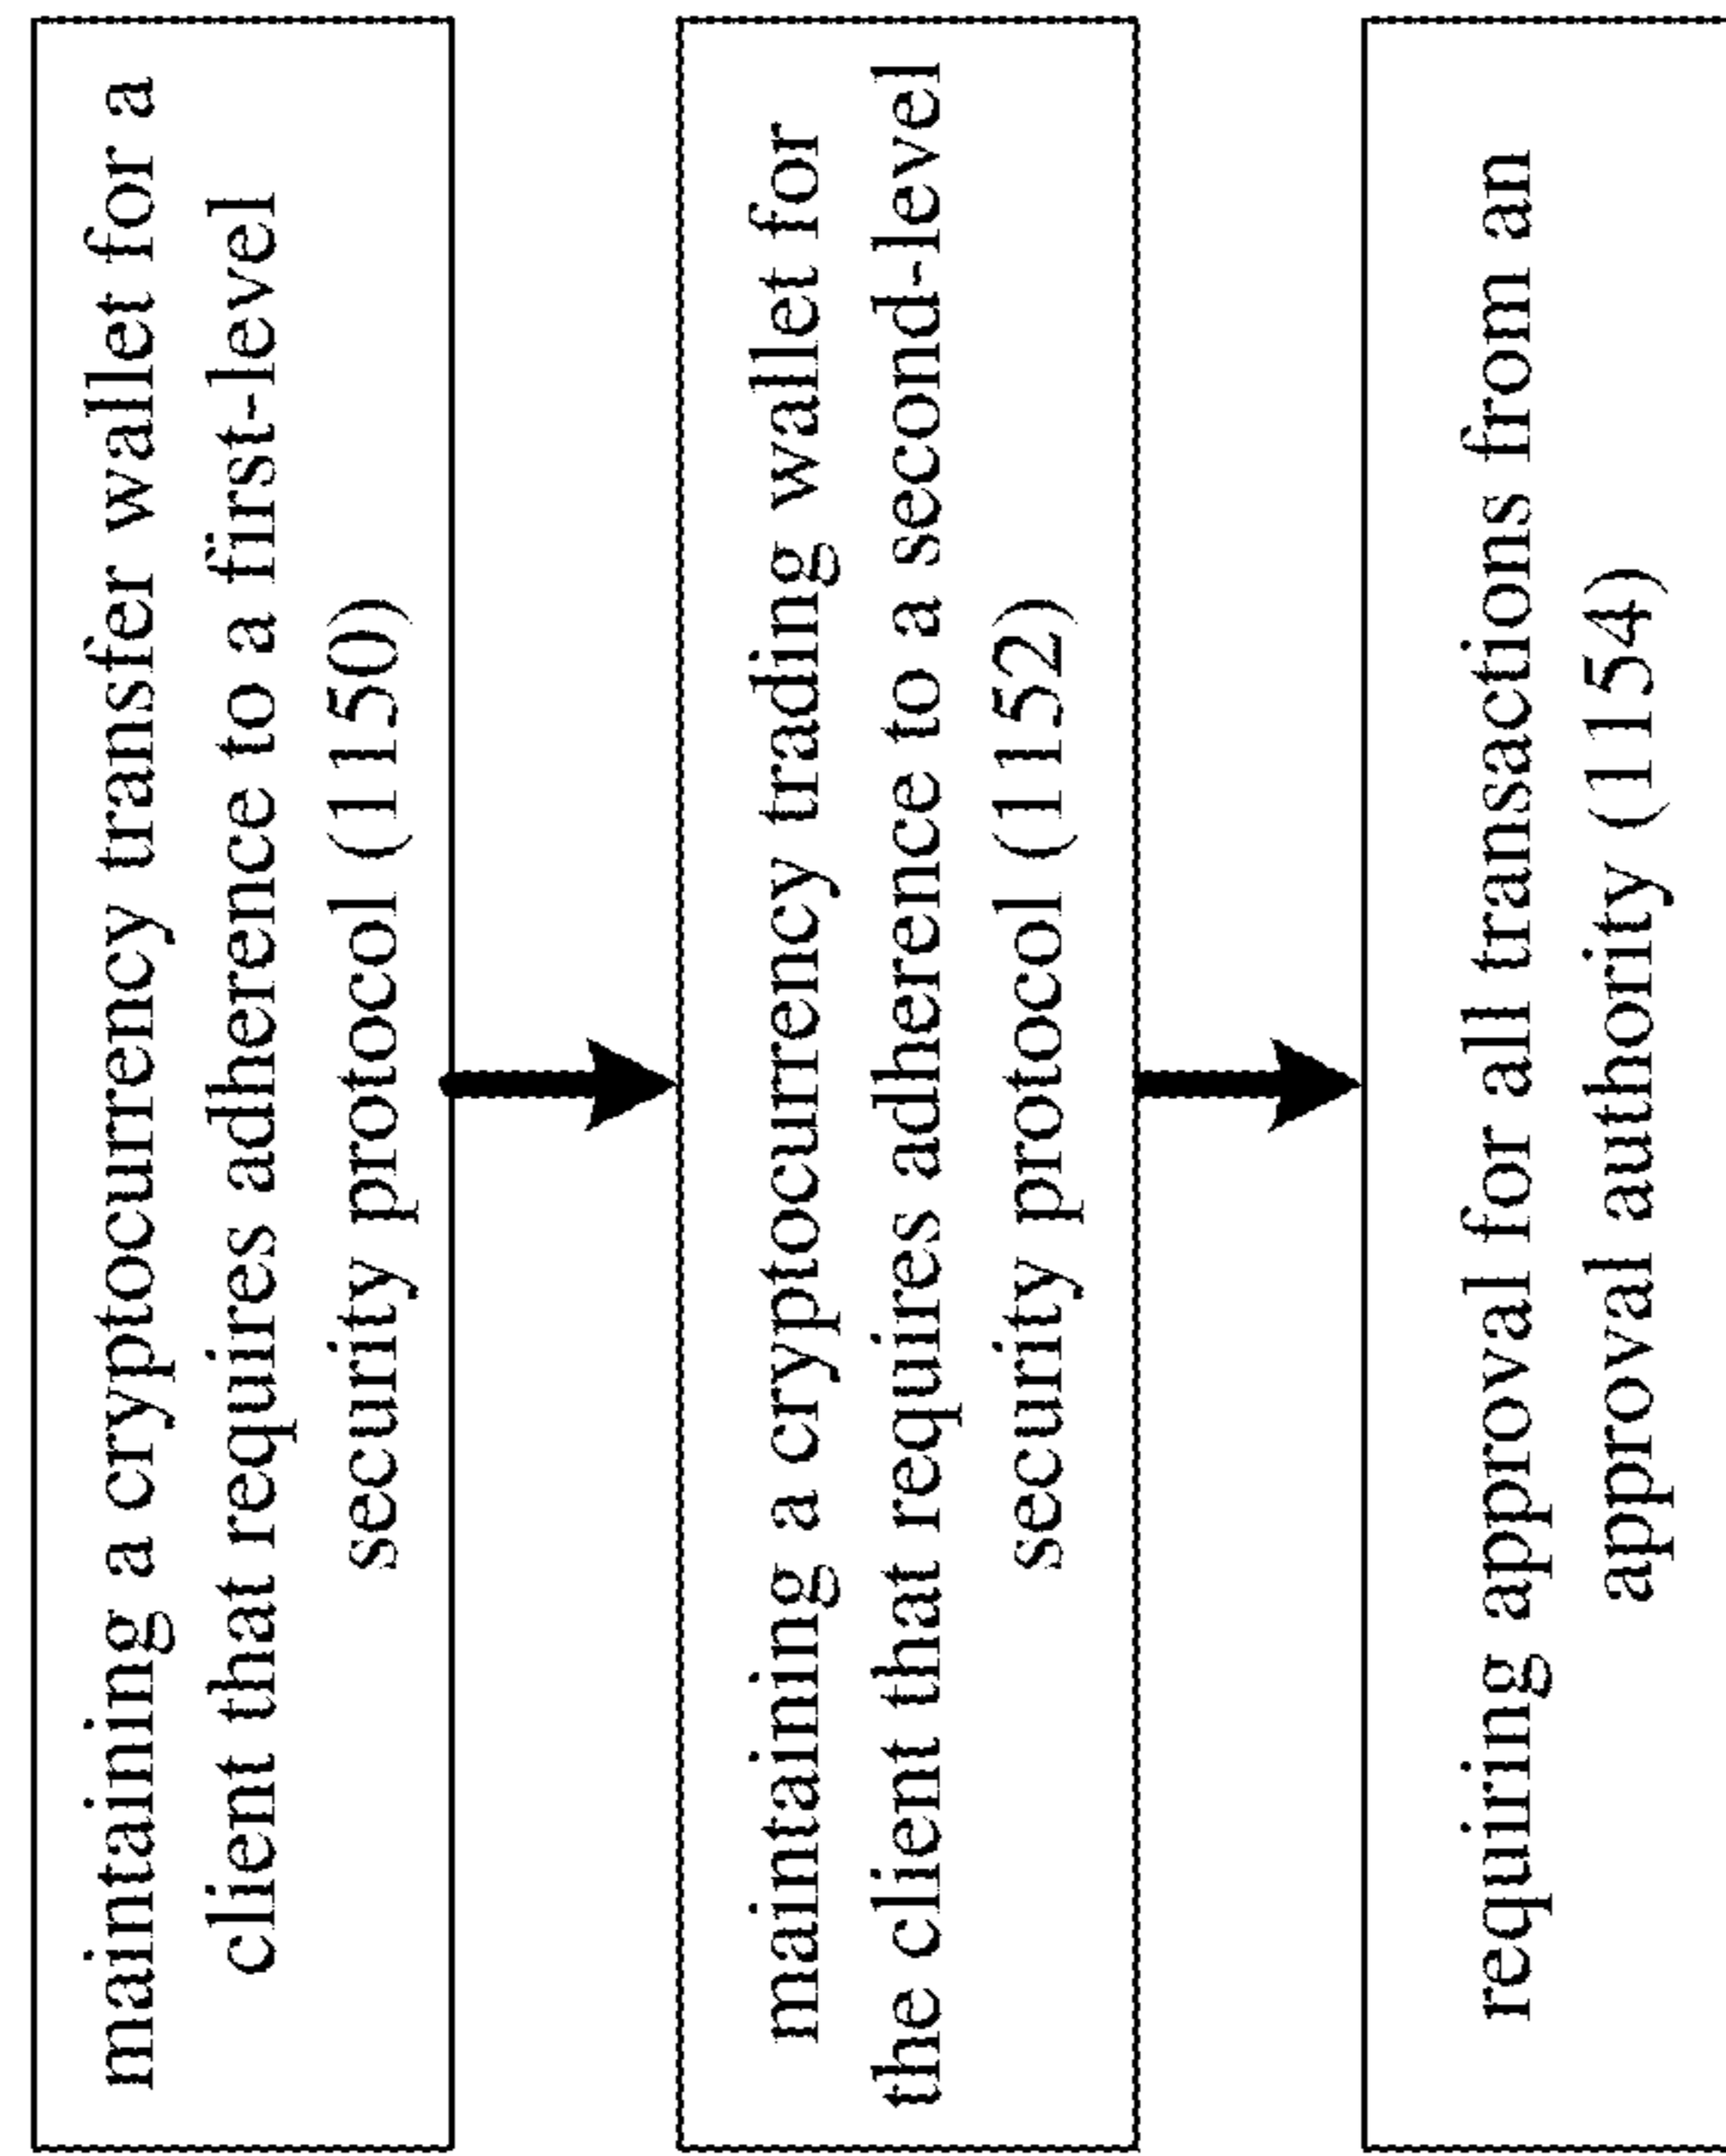 maintaining a cryptocurrency transfer wallet for a
client that requires adherence to a first-level
security protocol (1150)
maintaining a cryptocurrency trading wallet for
the client that requires adherence to a second-level
security protocol (1152)
requiring approval for all transactions from an
approval authority (1154)